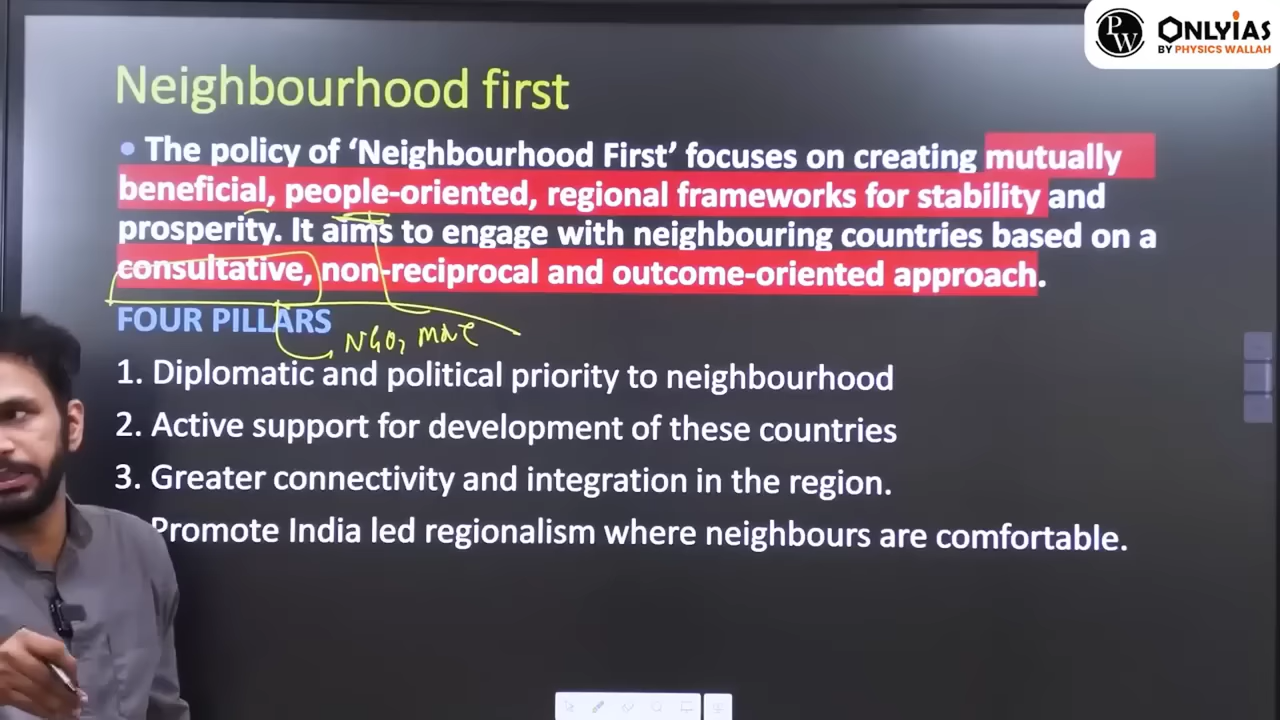 PW ONLYIAS
BY PHYSICS WALLAH
Neighbourhood first
• The policy of ‘Neighbourhood First’ focuses on creating mutually
beneficial, people-oriented, regional frameworks for stability and
prosperity. It aims to engage with neighbouring countries based on a
consultative, non-reciprocal and outcome-oriented approach.
FOUR PILLARS
NGO,
1. Diplomatic and political priority to neighbourhood
2. Active support for development of these countries
3. Greater connectivity and integration in the region.
Promote India led regionalism where neighbours are comfortable.